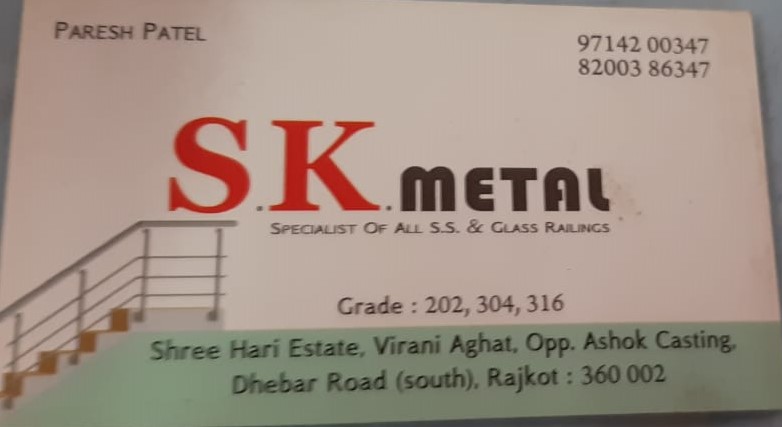 PARESH PATEL
97142 00347
82003 86347
S.K.METAL
SPECIALIST OF ALL S.S. & GLASS RAILINGS
Grade : 202, 304, 316
Shree Hari Estate, Virani Aghat, Opp. Ashok Casting,
Dhebar Road (south), Rajkot : 360 002